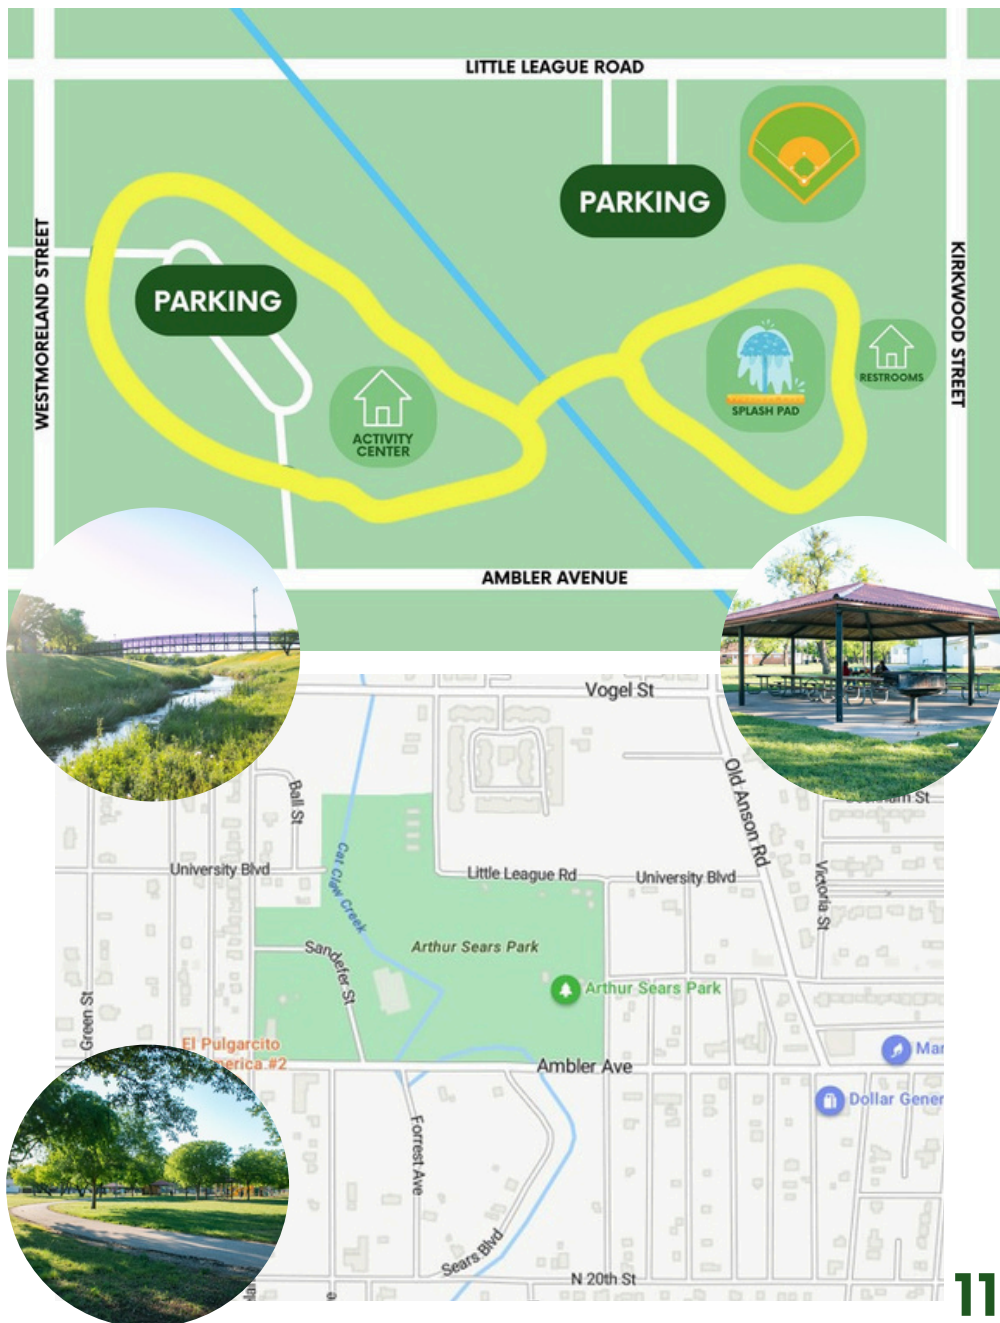 LITTLE LEAGUE ROAD
PARKING
WESTMORELAND STREET
KIRKWOOD STREET
PARKING
SPLASH PAD
RESTROOMS
ACTIVITY
CENTER
AMBLER AVENUE
Vogel St
Old Anson Rd
Ball St
University Blvd
Cat Claw Creek
Little League Rd
University Blvd
Victoria St
Sandefer St
Arthur Sears Park
Arthur Sears Park
Green St
El Pulgarcito
#2
Ambler Ave
Mar
Dollar Gener
Forrest Ave
Sears Blvd
N 20th St
11